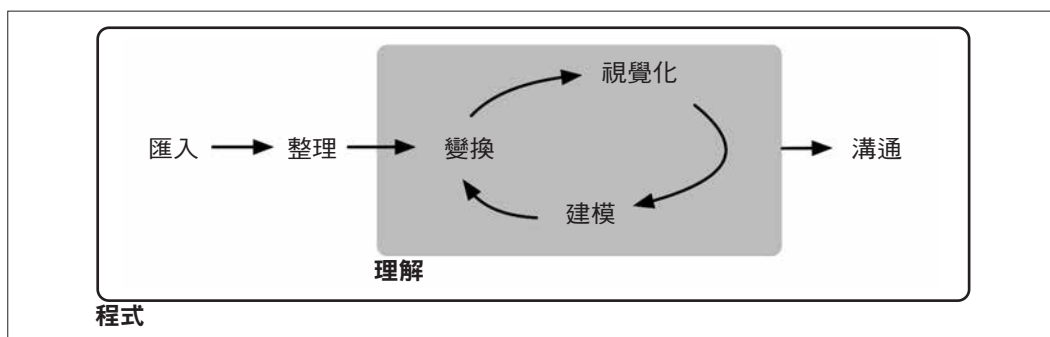 視覺化
匯入 整理 變換 溝通
建模
理解
程式